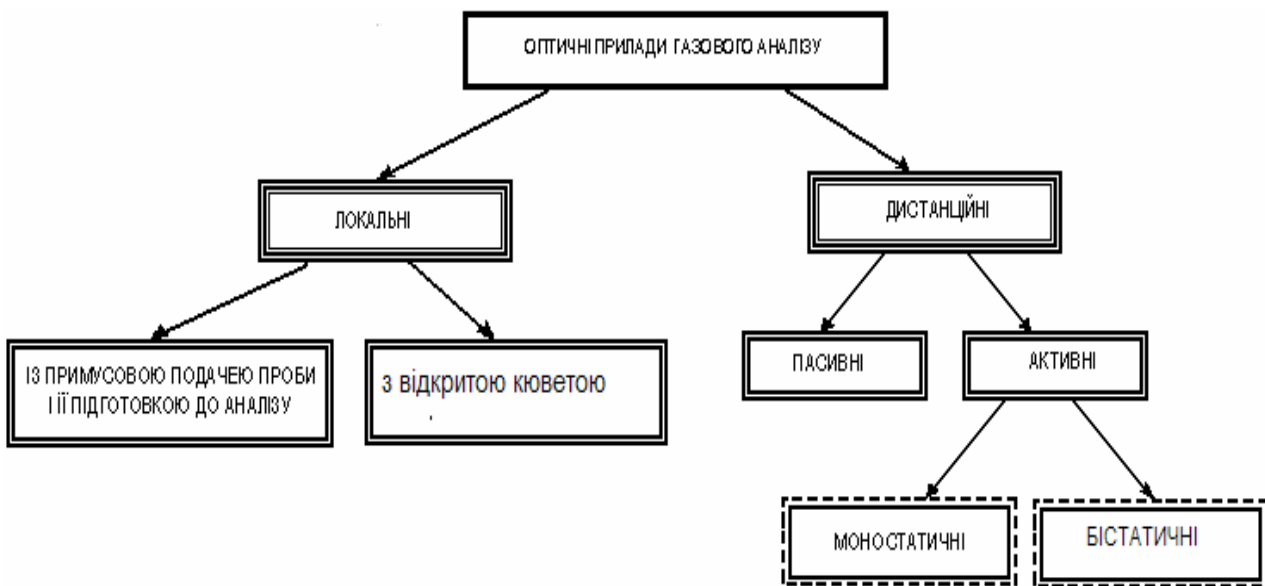 ОПТИЧНІ ПРИЛАДИ ГАЗОВОГО АНАЛІЗУ
ЛОКАЛЬНІ
ДИСТАНЦІЙНІ
ІЗ ПРИМУСОВОЮ ПОДАЧЕЮ ПРОБИ
І ЇЇ ПІДГОТОВКОЮ ДО АНАЛІЗУ
з відкритою кюветою
ПАСИВНІ
АКТИВНІ
МОНОСТАТИЧНІ
БІСТАТИЧНІ